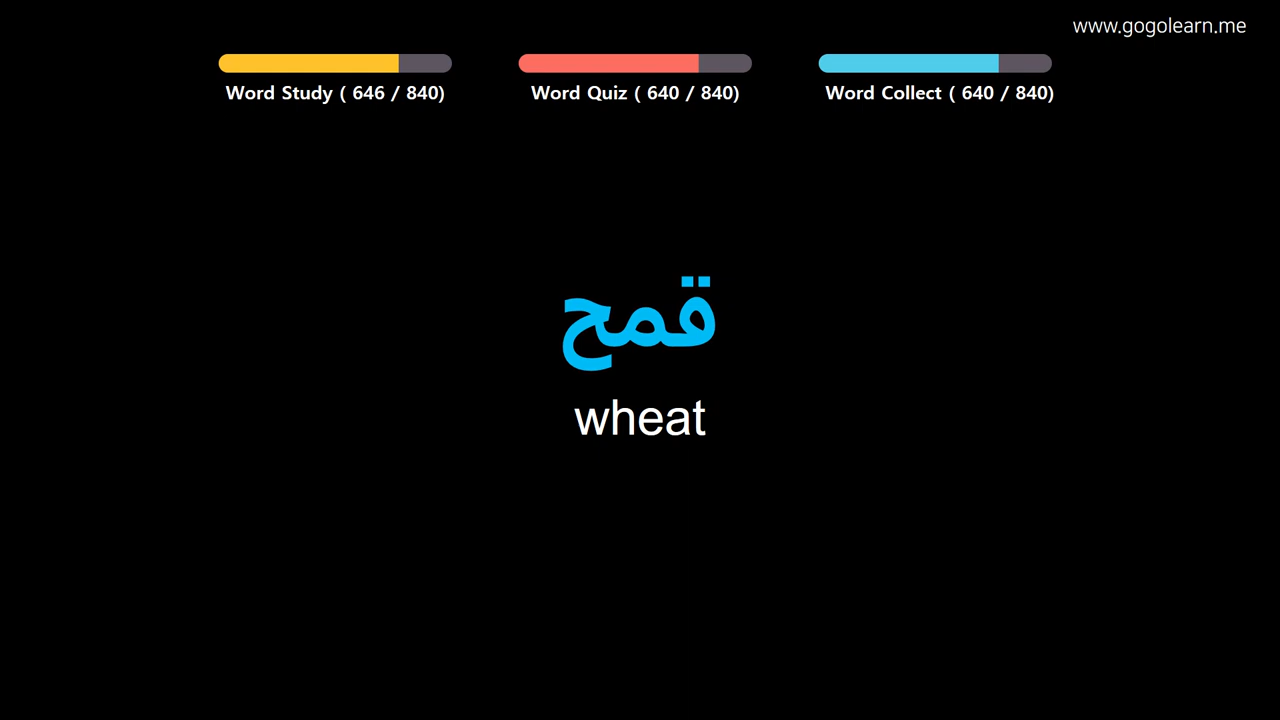 www.gogolearn.me
Word Study ( 646 / 840)
Word Quiz ( 640 / 840)
Word Collect ( 640 / 840)
قمح
wheat